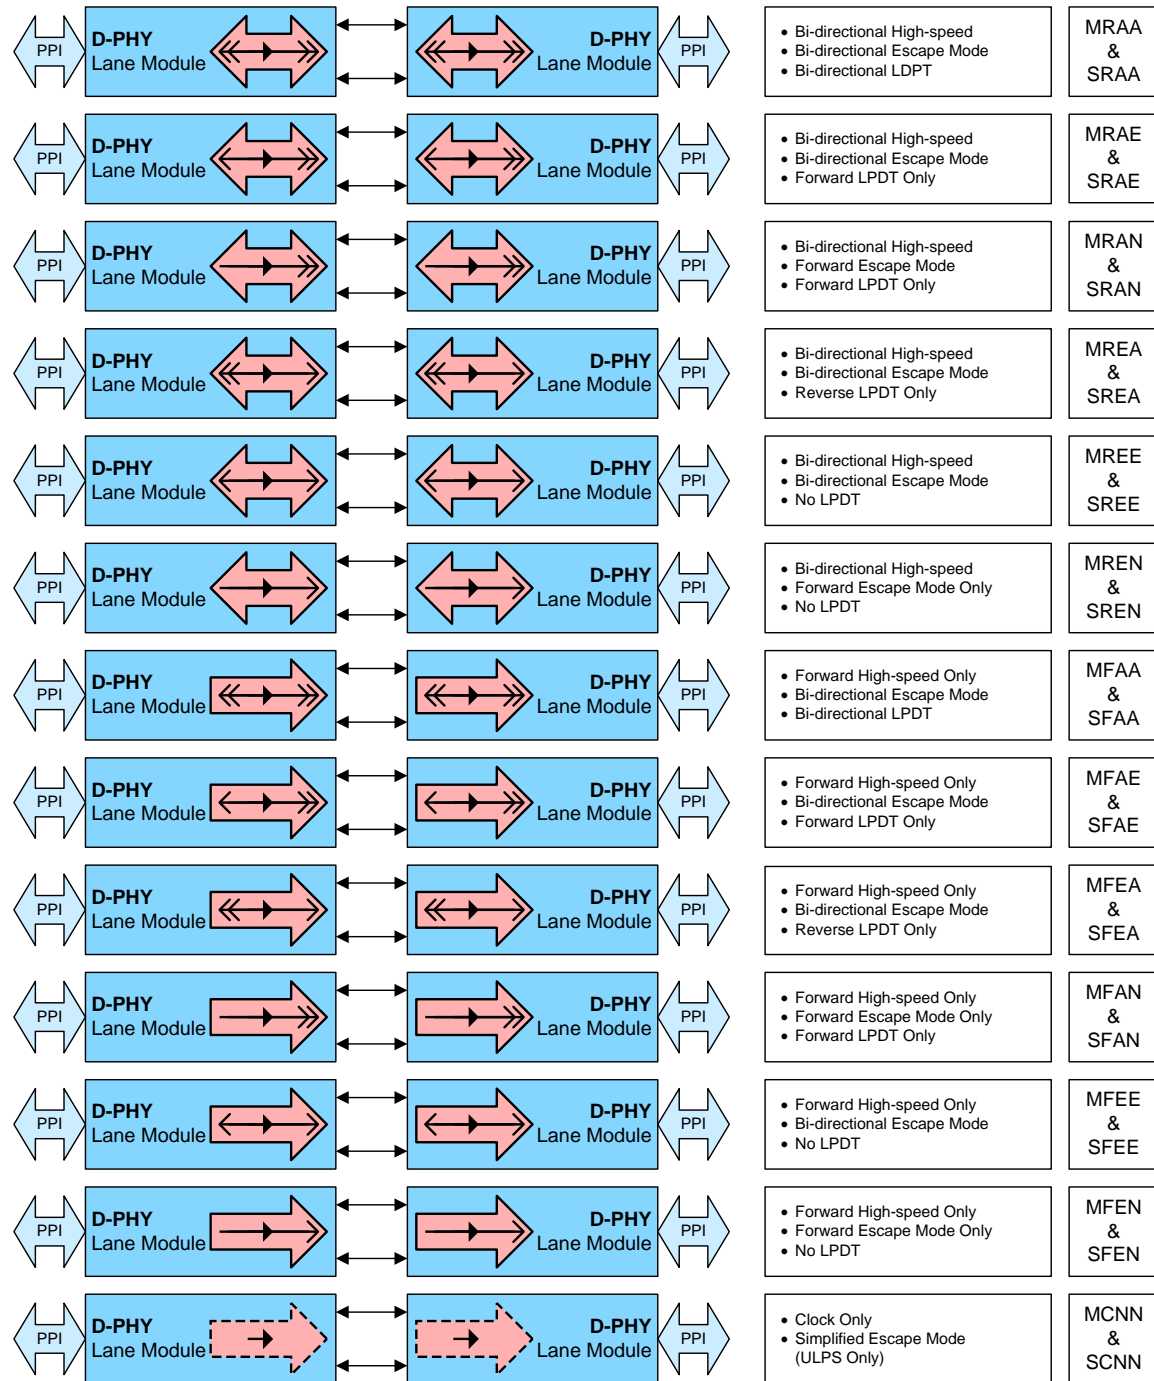 PPI
D-PHY
Lane Module
D-PHY
Lane Module
PPI
• Bi-directional High-speed
• Bi-directional Escape Mode
• Bi-directional LDPT
MRAA
&
SRAA
PPI
D-PHY
Lane Module
D-PHY
Lane Module
PPI
• Bi-directional High-speed
• Bi-directional Escape Mode
• Forward LPDT Only
MRAE
&
SRAE
PPI
D-PHY
Lane Module
D-PHY
Lane Module
PPI
• Bi-directional High-speed
• Forward Escape Mode
• Forward LPDT Only
MRAN
&
SRAN
PPI
D-PHY
Lane Module
D-PHY
Lane Module
PPI
• Bi-directional High-speed
• Bi-directional Escape Mode
• Reverse LPDT Only
MREA
&
SREA
PPI
D-PHY
Lane Module
D-PHY
Lane Module
PPI
• Bi-directional High-speed
• Bi-directional Escape Mode
• No LPDT
MREE
&
SREE
PPI
D-PHY
Lane Module
D-PHY
Lane Module
PPI
• Bi-directional High-speed
• Forward Escape Mode Only
• No LPDT
MREN
&
SREN
PPI
D-PHY
Lane Module
D-PHY
Lane Module
PPI
• Forward High-speed Only
• Bi-directional Escape Mode
• Bi-directional LPDT
MFAA
&
SFAA
PPI
D-PHY
Lane Module
D-PHY
Lane Module
PPI
• Forward High-speed Only
• Bi-directional Escape Mode
• Forward LPDT Only
MFAE
&
SFAE
PPI
D-PHY
Lane Module
D-PHY
Lane Module
PPI
• Forward High-speed Only
• Bi-directional Escape Mode
• Reverse LPDT Only
MFEA
&
SFEA
PPI
D-PHY
Lane Module
D-PHY
Lane Module
PPI
• Forward High-speed Only
• Forward Escape Mode Only
• Forward LPDT Only
MFAN
&
SFAN
PPI
D-PHY
Lane Module
D-PHY
Lane Module
PPI
• Forward High-speed Only
• Bi-directional Escape Mode
• No LPDT
MFEE
&
SFEE
PPI
D-PHY
Lane Module
D-PHY
Lane Module
PPI
• Forward High-speed Only
• Forward Escape Mode Only
• No LPDT
MFEN
&
SFEN
PPI
D-PHY
Lane Module
D-PHY
Lane Module
PPI
• Clock Only
• Simplified Escape Mode
(ULPS Only)
MCNN
&
SCNN